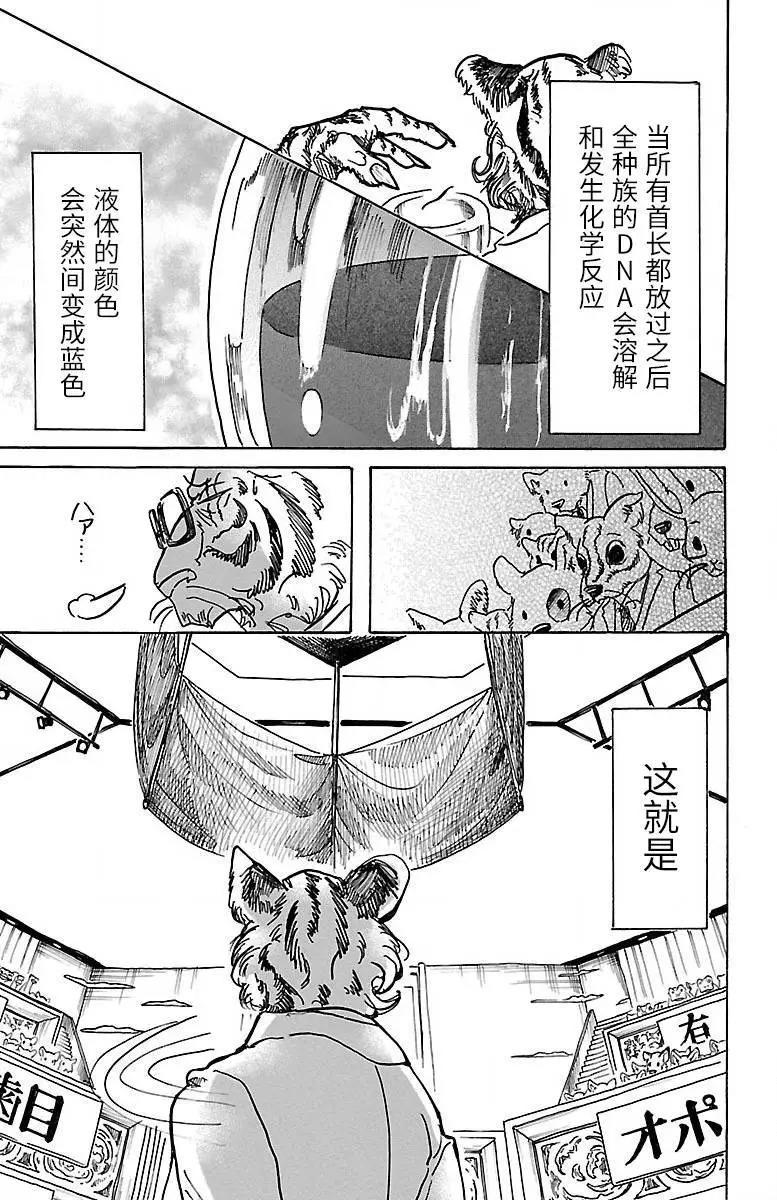 当所有首长都放过之后
全种族的DNA会溶解
和发生化学反应
液体的颜色
会突然间变成蓝色
ハァ……
这就是
歯目
有
オポ